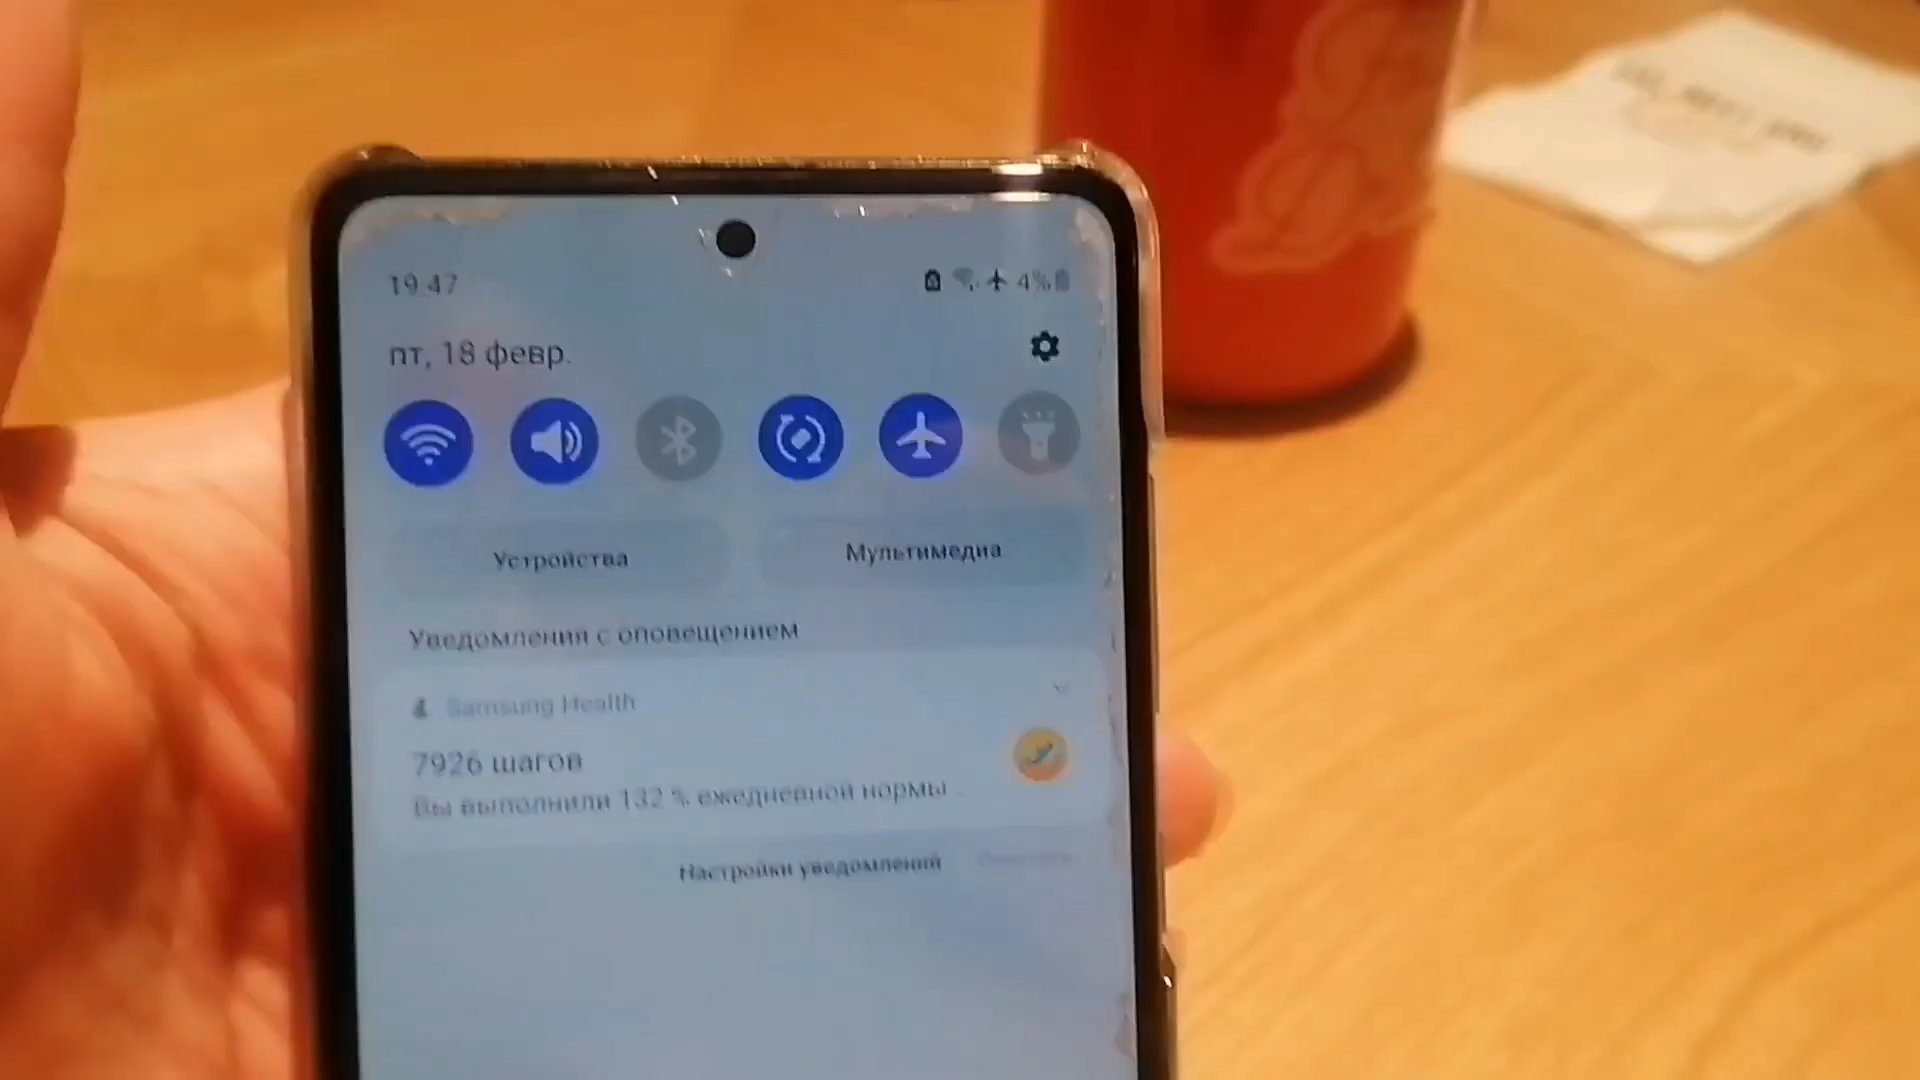 19:47
4%
пт, 18 февр.
Устройства
Мультимедиа
Уведомления с оповещением
Samsung Health
7926 шагов
Вы выполнили 132 % ежедневной нормы ..
Настройки уведомлений
Очистить